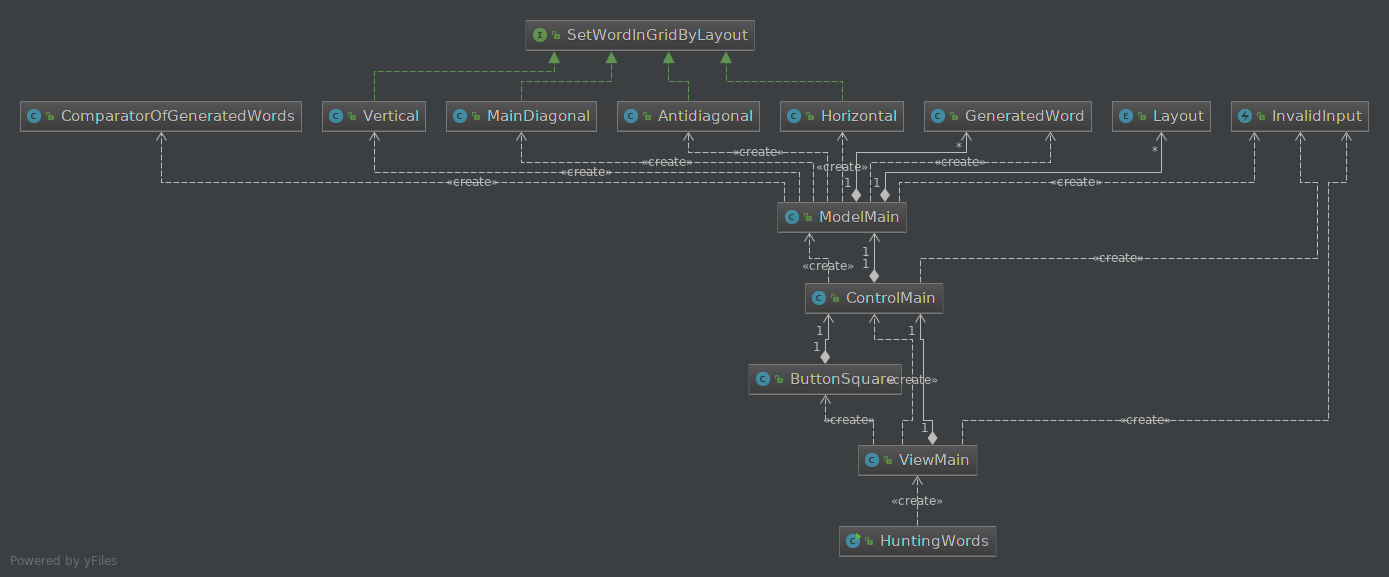 SetWordInGridByLayout
ComparatorOfGeneratedWords
Vertical
MainDiagonal
Antidiagonal
Horizontal
GeneratedWord
Layout
InvalidInput
*
*
«create»
«create»
«create»
«create»
«create»
«create»
«create»
1
1
ModelMain
1
«create»
1
«create»
ControlMain
1
1
1
ButtonSquare
«create»
«create»
1
«create»
ViewMain
«create»
HuntingWords
Powered by yFiles